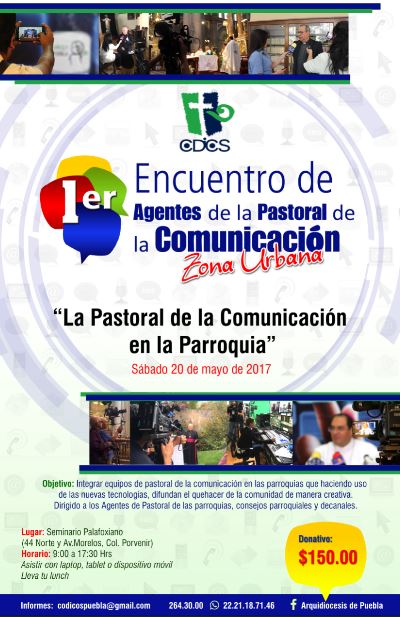 CDCS
1er
Encuentro de
Agentes de la Pastoral de
la Comunicación
Zona Urbana
“La Pastoral de la Comunicación
en la Parroquia”
Sábado 20 de mayo de 2017
Objetivo: Integrar equipos de pastoral de la comunicación en las parroquias que haciendo uso
de las nuevas tecnologías, difundan el quehacer de la comunidad de manera creativa.
Dirigido a los Agentes de Pastoral de las parroquias, consejos parroquiales y decanales.
Lugar: Seminario Palafoxiano
(44 Norte y Av.Morelos, Col. Porvenir)
Horario: 9:00 a 17:30 Hrs
Asistir con laptop, tablet o dispositivo móvil
Lleva tu lunch
Donativo:
$150.00
Informes: codicospuebla@gmail.com 264.30.00 22.21.18.71.46 Arquidiocesis de Puebla